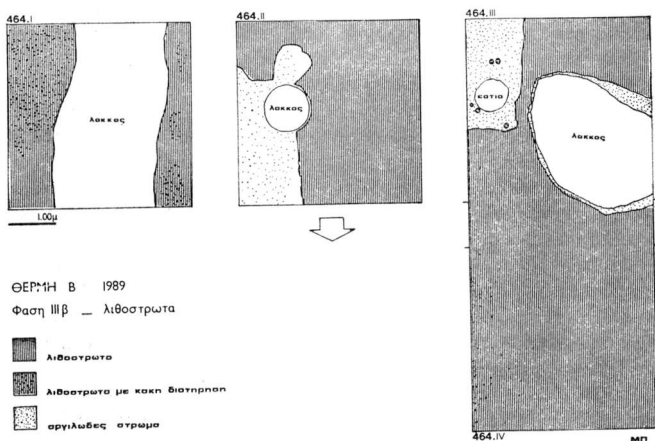 464.I
464.II
464.III
λακκος
λακκος
εστια
λακκος
1.00μ
ΘΕΡΜΗ Β 1989
Φαση ΙΙΙβ _ λιθοστρωτα
λιθοστρωτο
λιθοστρωτο με κακη διατηρηση
αργιλωδες στρωμα
464.IV
ΜΠ